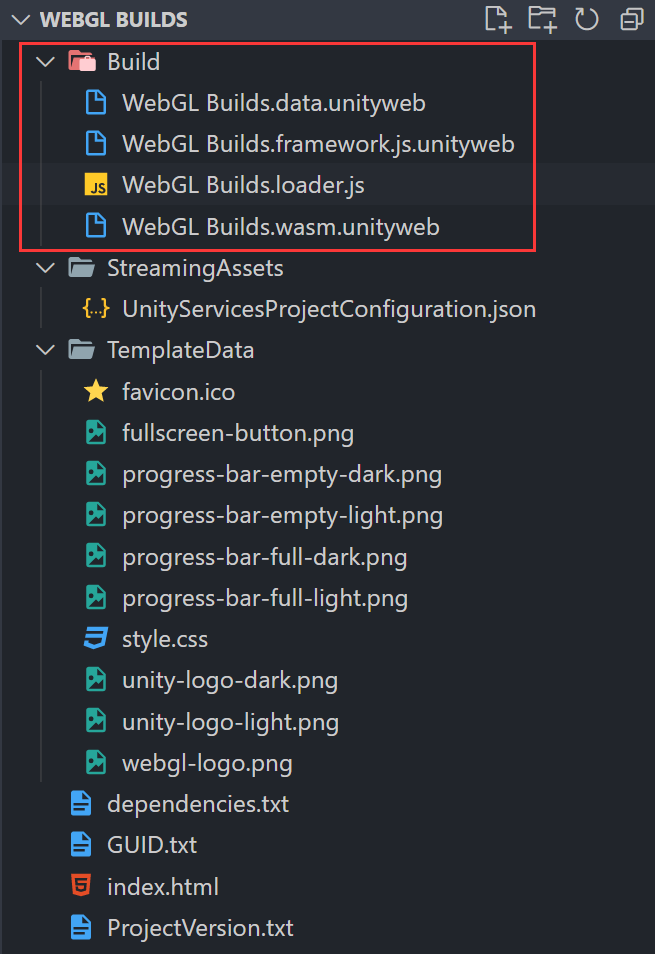 WEBGL BUILDS
Build
WebGL Builds.data.unityweb
WebGL Builds.framework.js.unityweb
JS WebGL Builds.loader.js
WebGL Builds.wasm.unityweb
StreamingAssets
{..} UnityServicesProjectConfiguration.json
TemplateData
favicon.ico
fullscreen-button.png
progress-bar-empty-dark.png
progress-bar-empty-light.png
progress-bar-full-dark.png
progress-bar-full-light.png
style.css
unity-logo-dark.png
unity-logo-light.png
webgl-logo.png
dependencies.txt
GUID.txt
index.html
ProjectVersion.txt